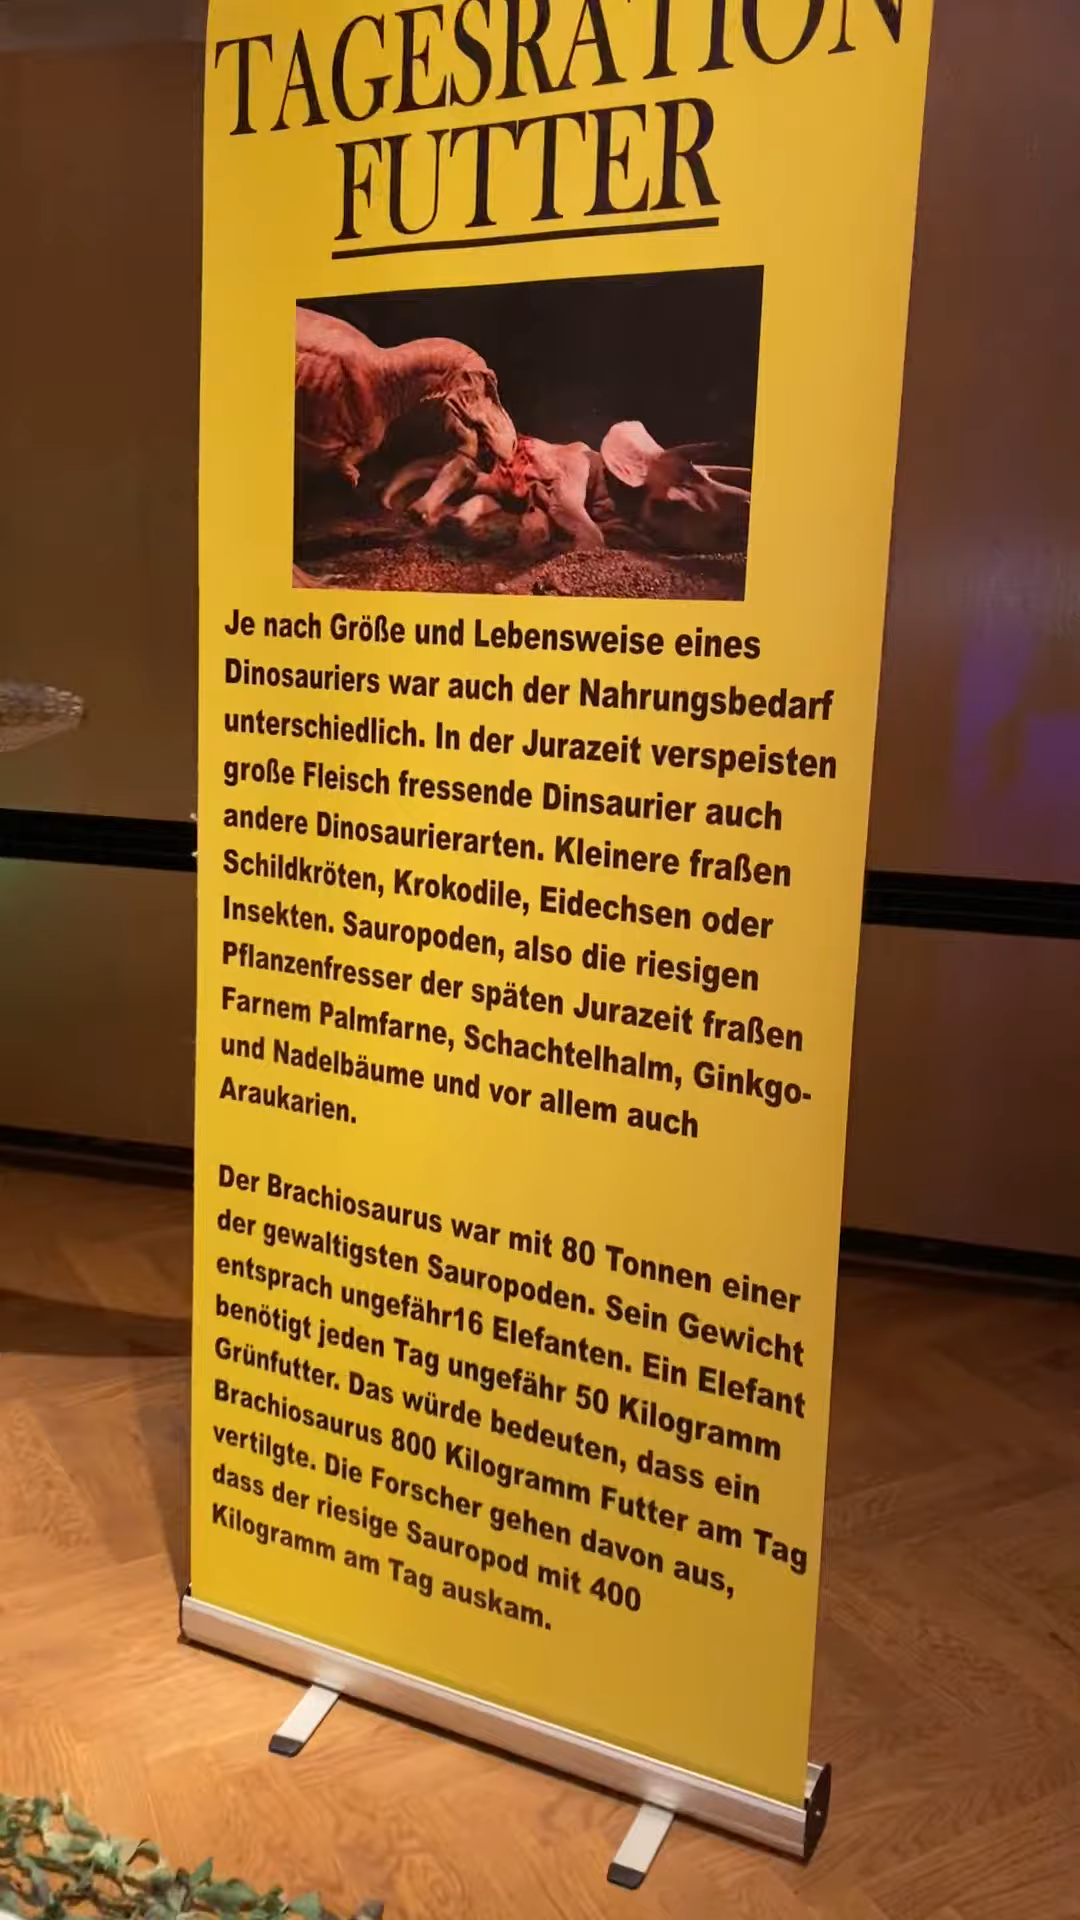 TAGESRATION
FUTTER
Je nach Größe und Lebensweise eines
Dinosauriers war auch der Nahrungsbedarf
unterschiedlich. In der Jurazeit verspeisten
große Fleisch fressende Dinsaurier auch
andere Dinosaurierarten. Kleinere fraßen
Schildkröten, Krokodile, Eidechsen oder
Insekten. Sauropoden, also die riesigen
Pflanzenfresser der späten Jurazeit fraßen
Farnem Palmfarne, Schachtelhalm, Ginkgo-
und Nadelbäume und vor allem auch
Araukarien.
Der Brachiosaurus war mit 80 Tonnen einer
der gewaltigsten Sauropoden. Sein Gewicht
entsprach ungefähr16 Elefanten. Ein Elefant
benötigt jeden Tag ungefähr 50 Kilogramm
Grünfutter. Das würde bedeuten, dass ein
Brachiosaurus 800 Kilogramm Futter am Tag
vertilgte. Die Forscher gehen davon aus,
dass der riesige Sauropod mit 400
Kilogramm am Tag auskam.